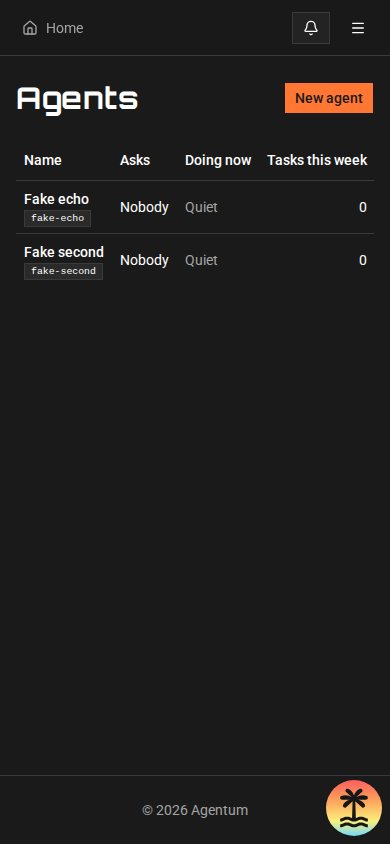 Home
Agents
New agent
Name Asks Doing now Tasks this week
Fake echo
fake-echo
Nobody Quiet 0
Fake second
fake-second
Nobody Quiet 0
© 2026 Agentum